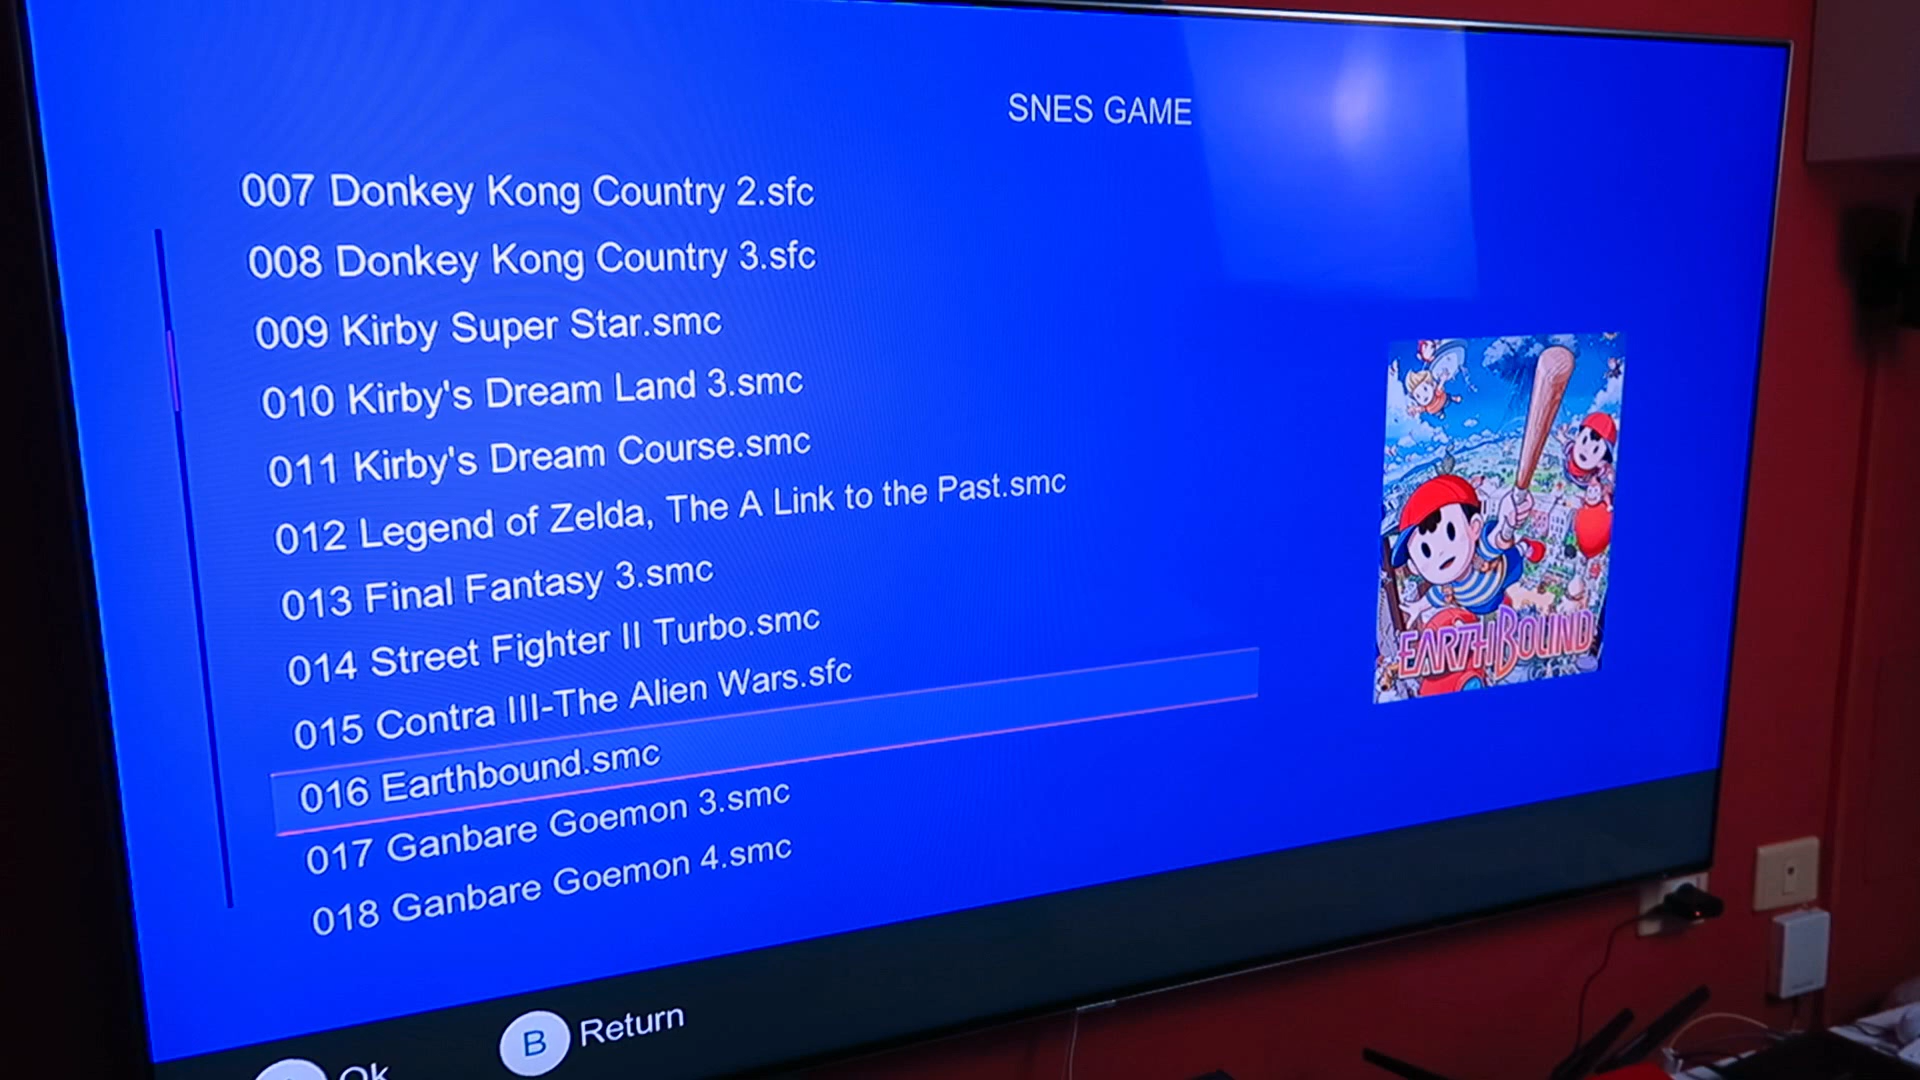 SNES GAME
007 Donkey Kong Country 2.sfc
008 Donkey Kong Country 3.sfc
009 Kirby Super Star.smc
010 Kirby's Dream Land 3.smc
011 Kirby's Dream Course.smc
012 Legend of Zelda, The A Link to the Past.smc
013 Final Fantasy 3.smc
014 Street Fighter II Turbo.smc
015 Contra III-The Alien Wars.sfc
016 Earthbound.smc
017 Ganbare Goemon 3.smc
018 Ganbare Goemon 4.smc
EARTHBOUND
Ok
B Return